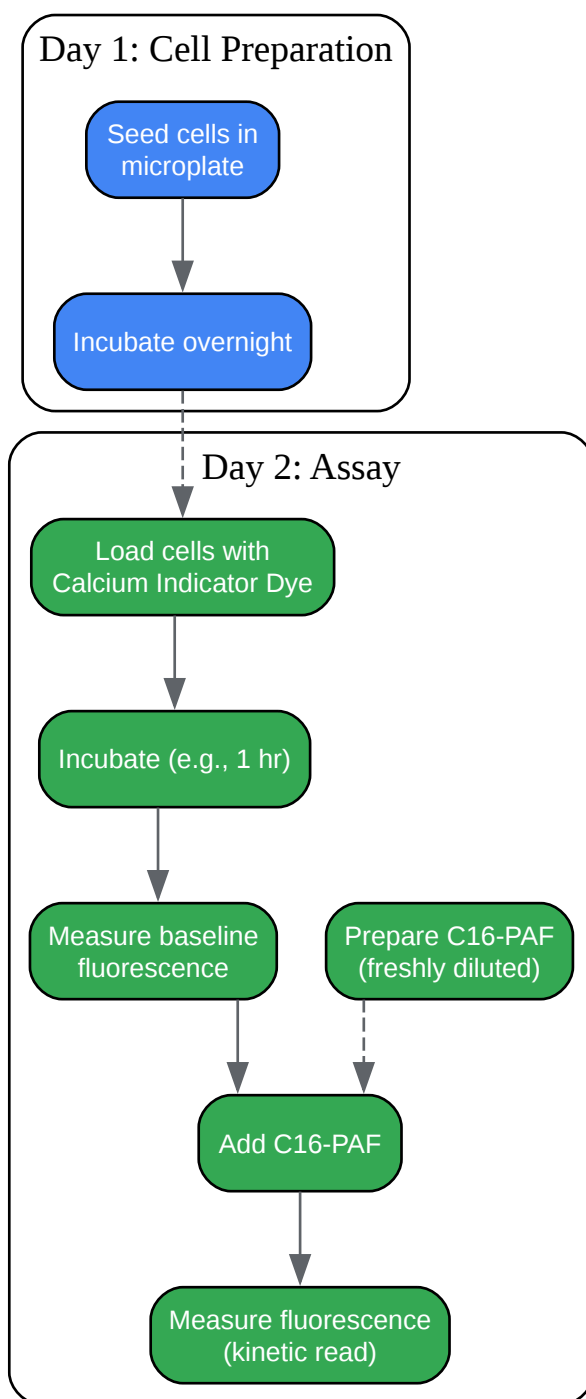 Day 1: Cell Preparation
Seed cells in
microplate
Incubate overnight
Day 2: Assay
Load cells with
Calcium Indicator Dye
Incubate (e.g., 1 hr)
Measure baseline
fluorescence
Prepare C16-PAF
(freshly diluted)
Add C16-PAF
Measure fluorescence
(kinetic read)